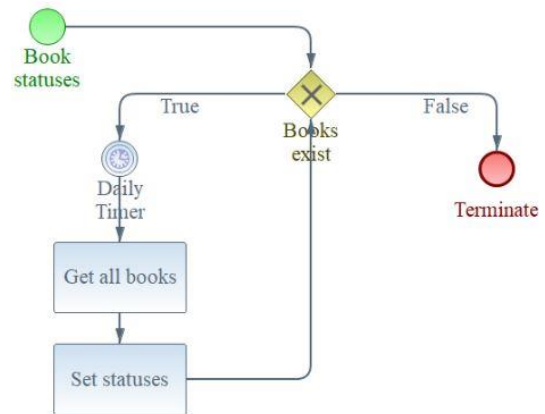 Book
statuses
True
Books
exist
False
Daily
Timer
Terminate
Get all books
Set statuses